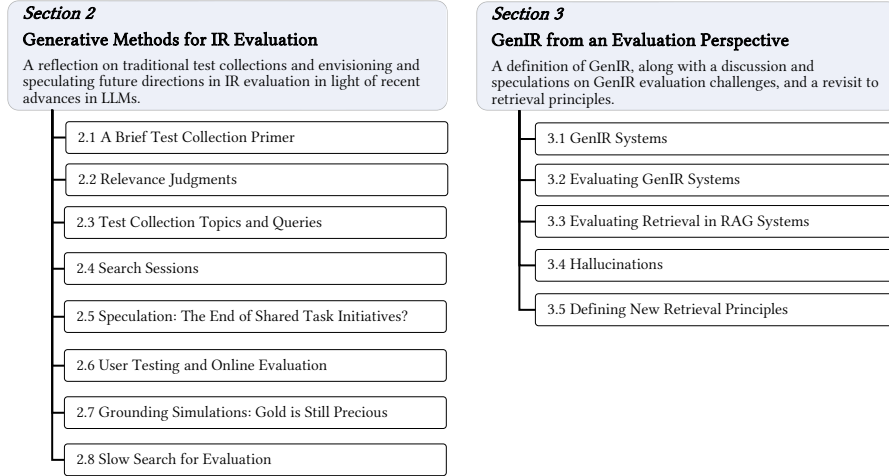 Section 2
Generative Methods for IR Evaluation
A reflection on traditional test collections and envisioning and
speculating future directions in IR evaluation in light of recent
advances in LLMs.
2.1 A Brief Test Collection Primer
2.2 Relevance Judgments
2.3 Test Collection Topics and Queries
2.4 Search Sessions
2.5 Speculation: The End of Shared Task Initiatives?
2.6 User Testing and Online Evaluation
2.7 Grounding Simulations: Gold is Still Precious
2.8 Slow Search for Evaluation
Section 3
GenIR from an Evaluation Perspective
A definition of GenIR, along with a discussion and
speculations on GenIR evaluation challenges, and a revisit to
retrieval principles.
3.1 GenIR Systems
3.2 Evaluating GenIR Systems
3.3 Evaluating Retrieval in RAG Systems
3.4 Hallucinations
3.5 Defining New Retrieval Principles